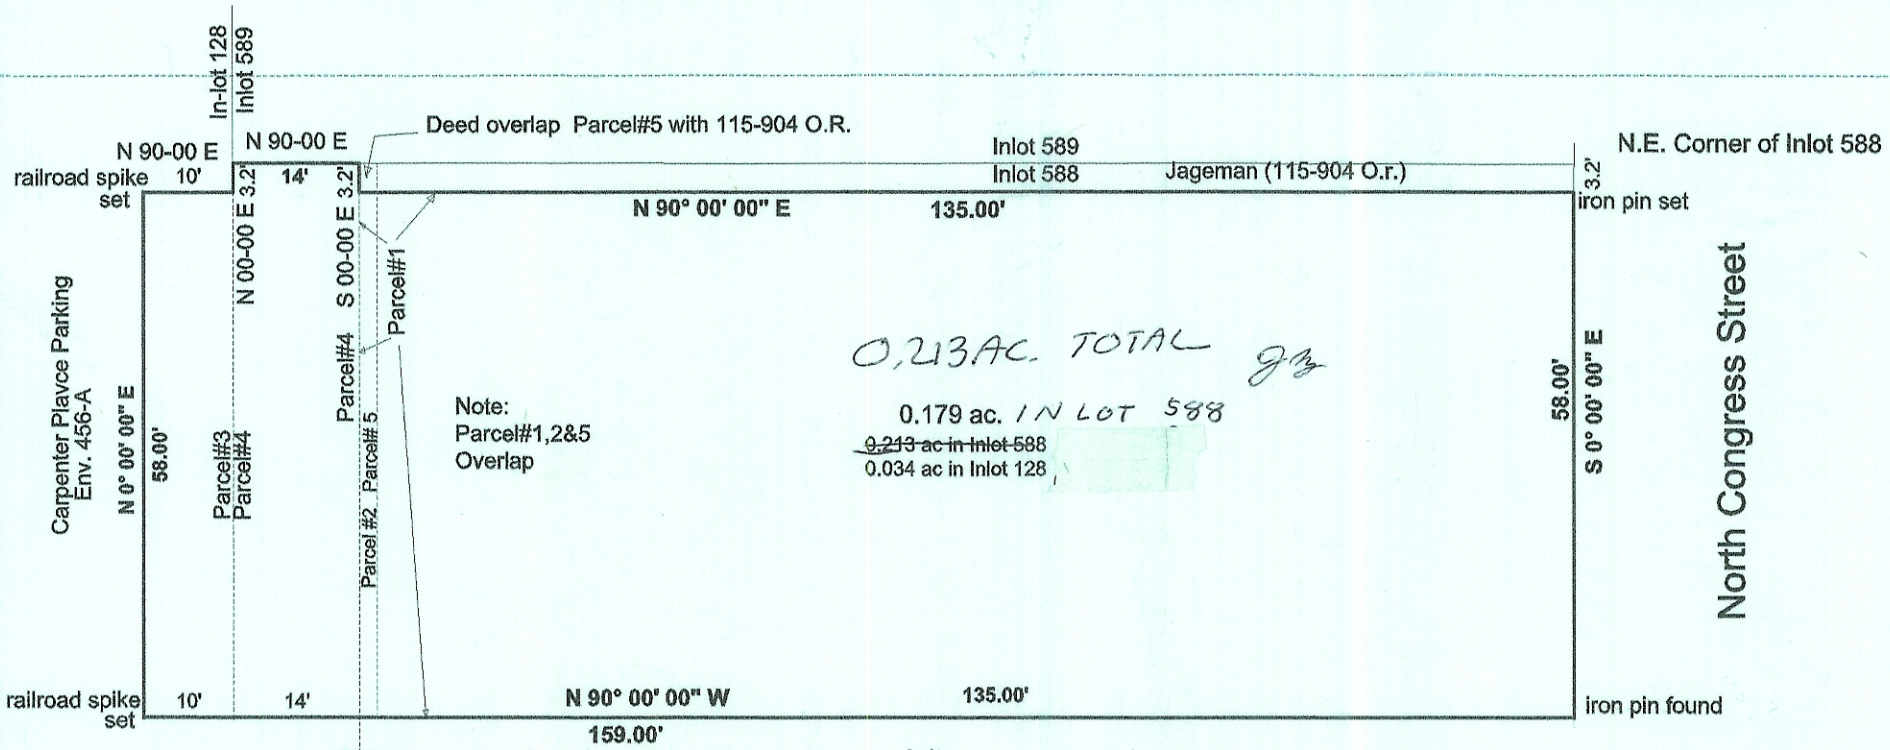 In-lot 128
Inlot 589
N 90-00 E
N 90-00 E
Deed overlap Parcel#5 with 115-904 O.R.
Inlot 589
Inlot 588
Jageman (115-904 O.r.)
N.E. Corner of Inlot 588
railroad spike
set
10'
14'
3.2'
iron pin set
N 00-00 E 3.2'
S 00-00 E 3.2'
N 90° 00' 00" E
135.00'
Parcel#1
Carpenter Playce Parking
Env. 456-A
N 0° 00' 00" E
58.00'
Parcel#3
Parcel#4
Parcel#4
Parcel #2
Parcel# 5
Note:
Parcel#1,2&5
Overlap
0.213 AC. TOTAL
0.179 ac. IN LOT 588
0.213 ac in Inlot 588
0.034 ac in Inlot 128
58.00'
S 0° 00' 00" E
North Congress Street
railroad spike
set
10'
14'
N 90° 00' 00" W
135.00'
159.00'
iron pin found